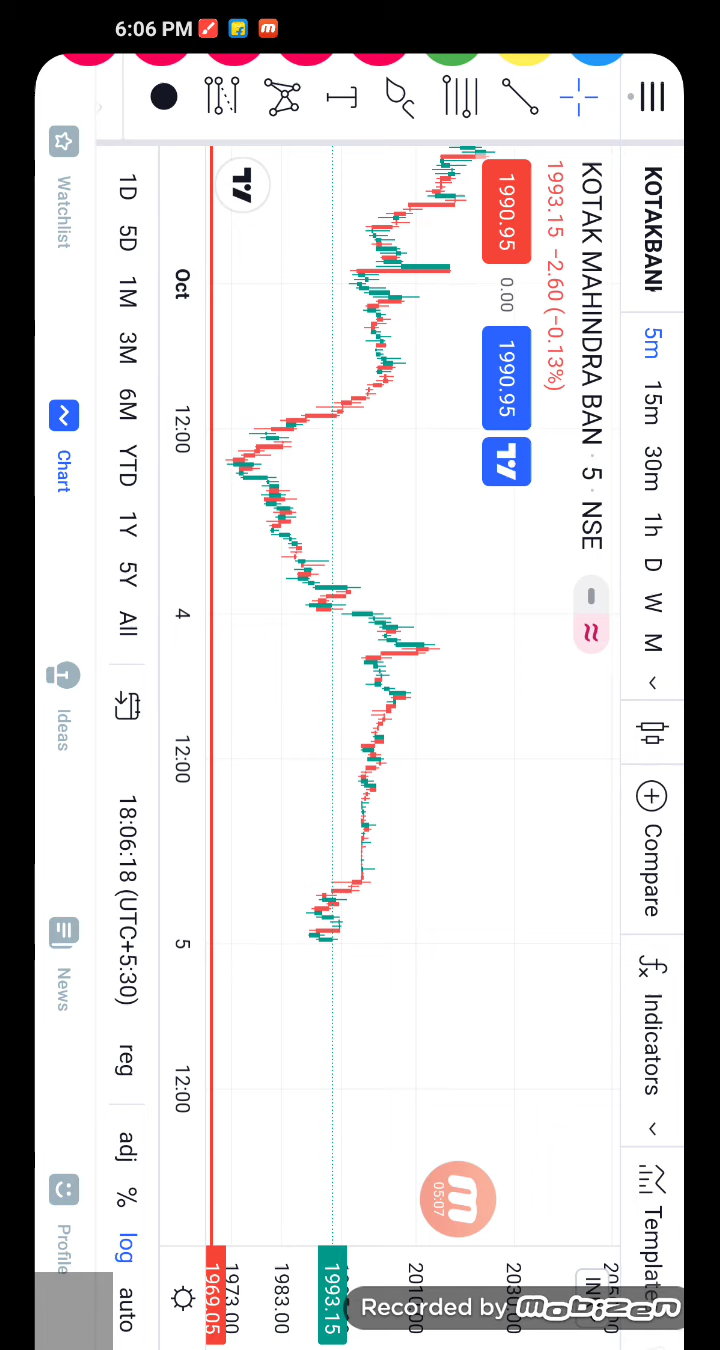 6:06 PM
KOTAKBANK
5m 15m 30m 1h D W M
Compare
Indicators
Template
KOTAK MAHINDRA BAN · 5 · NSE
1993.15 −2.60 (−0.13%)
1990.95 0.00 1990.95
2010.00
1993.15
1983.00
1973.00
1969.05
Oct 12:00 4 12:00 5 12:00
1D 5D 1M 3M 6M YTD 1Y 5Y All
18:06:18 (UTC+5:30) reg adj % log auto
Watchlist Chart Ideas News Profile
05:07
Recorded by mobizen